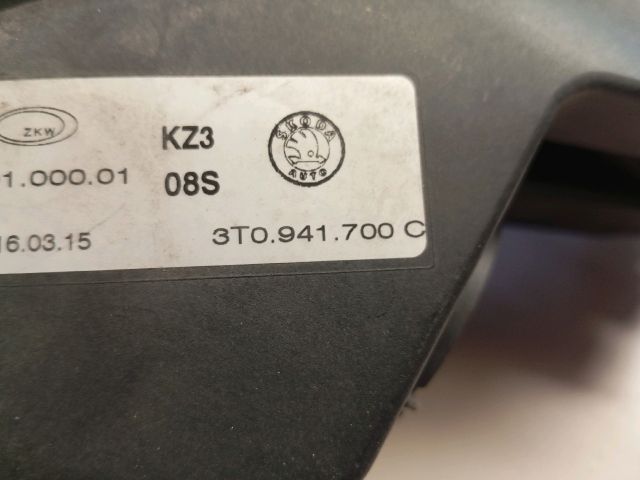 ZKW
KZ3
SKODA
AUTO
1.000.01
08S
16.03.15
3T0.941.700 C